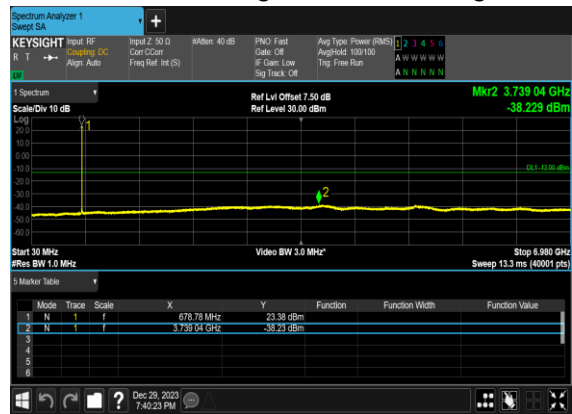 Spectrum Analyzer 1
Swept SA
+
KEYSIGHT Input: RF Input Z: 50 Ω #Atten: 40 dB PNO: Fast Avg Type: Power (RMS) 1 2 3 4 5 6
R T Coupling: DC Corr CCorr Gate: Off Avg|Hold: 100/100 A W W W W W
Align: Auto Freq Ref: Int (S) IF Gain: Low Trig: Free Run
LXI Sig Track: Off A N N N N N
1 Spectrum Ref Lvl Offset 7.50 dB Mkr2 3.739 04 GHz
Scale/Div 10 dB Ref Level 30.00 dBm -38.229 dBm
Log
20.0 1
10.0
0.00
-10.0 DL1 -13.00 dBm
-20.0
-30.0 2
-40.0
-50.0
-60.0
Start 30 MHz Video BW 3.0 MHz* Stop 6.980 GHz
#Res BW 1.0 MHz Sweep 13.3 ms (40001 pts)
5 Marker Table
Mode Trace Scale X Y Function Function Width Function Value
1 N 1 f 678.78 MHz 23.38 dBm
2 N 1 f 3.739 04 GHz -38.23 dBm
3
4
5
6
? Dec 29, 2023
7:40:23 PM